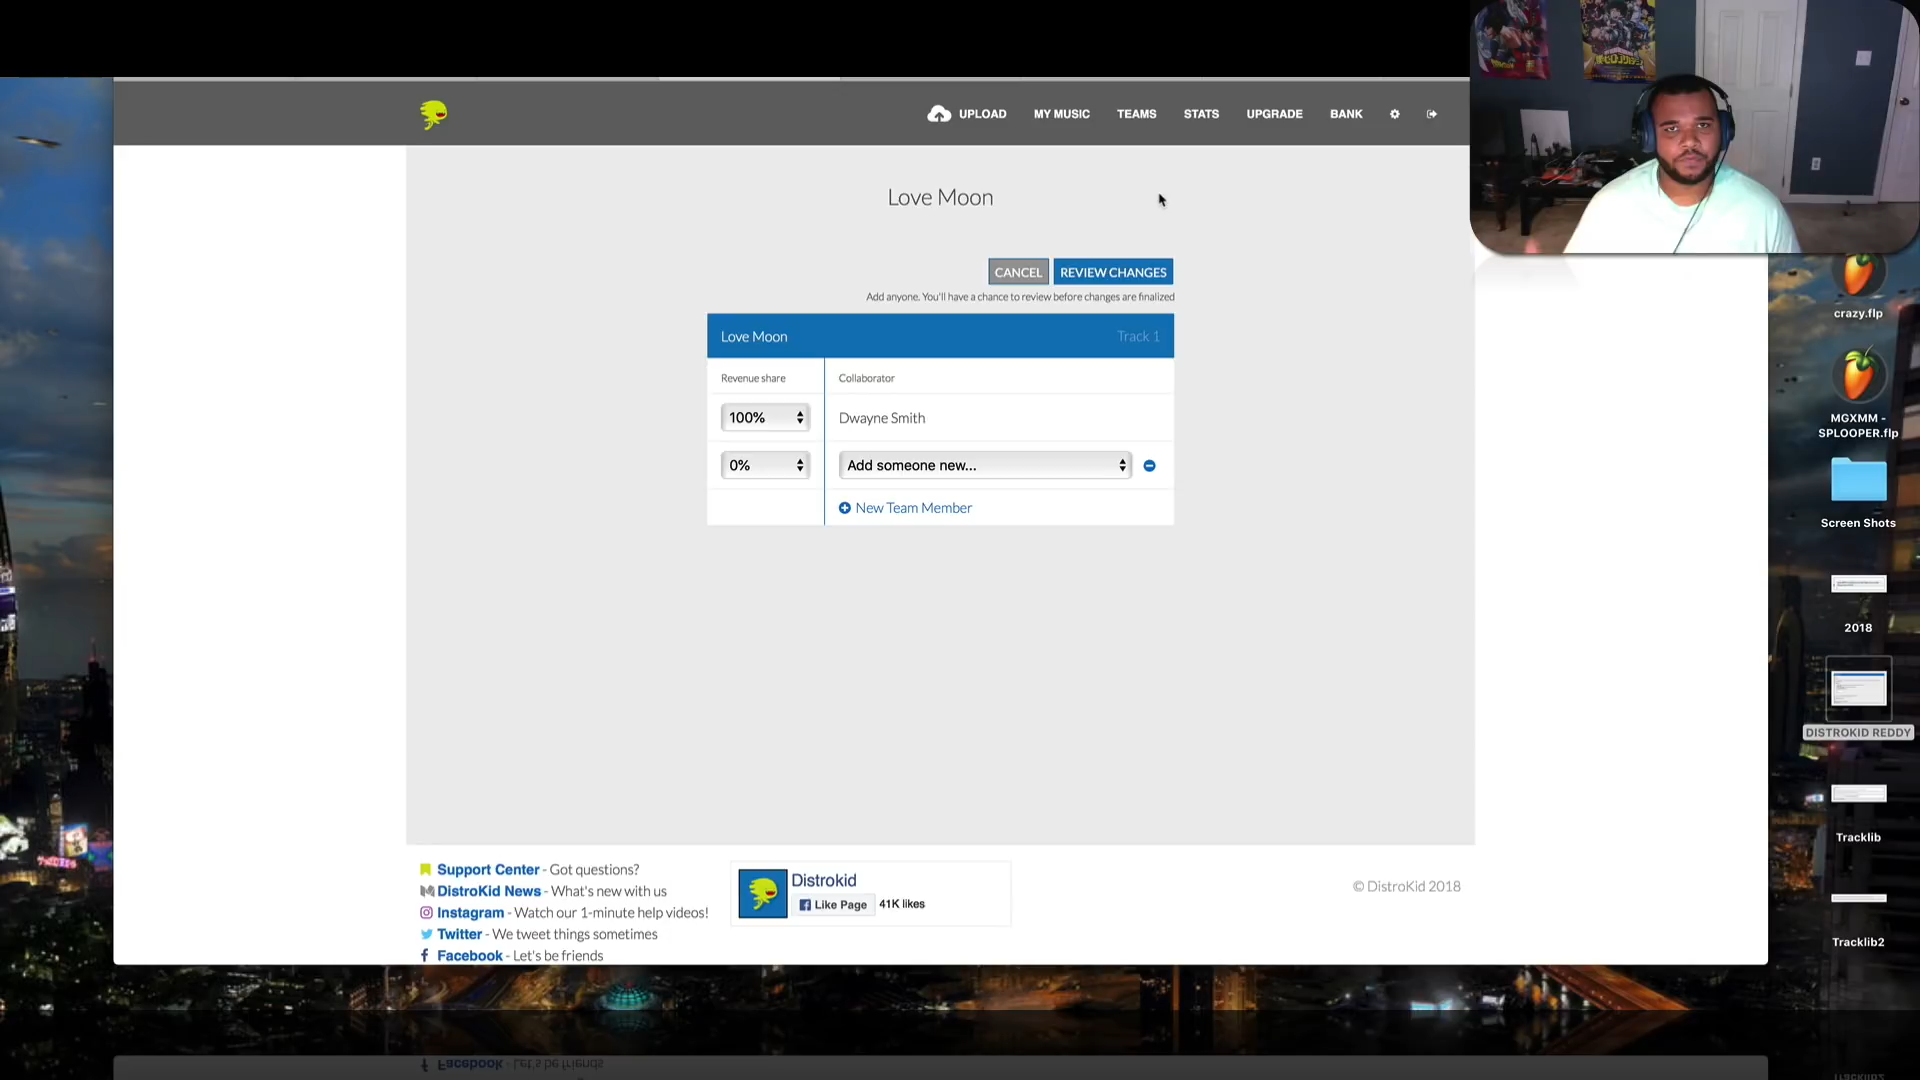 UPLOAD MY MUSIC TEAMS STATS UPGRADE BANK
Love Moon
CANCEL REVIEW CHANGES
Add anyone. You'll have a chance to review before changes are finalized
Love Moon Track 1
Revenue share Collaborator
100% Dwayne Smith
0% Add someone new...
New Team Member
Support Center - Got questions?
DistroKid News - What's new with us
Instagram - Watch our 1-minute help videos!
Twitter - We tweet things sometimes
Facebook - Let's be friends
Distrokid
Like Page 41K likes
© DistroKid 2018
crazy.flp
MGXMM -
SPLOOPER.flp
Screen Shots
2018
DISTROKID REDDY
Tracklib
Tracklib2